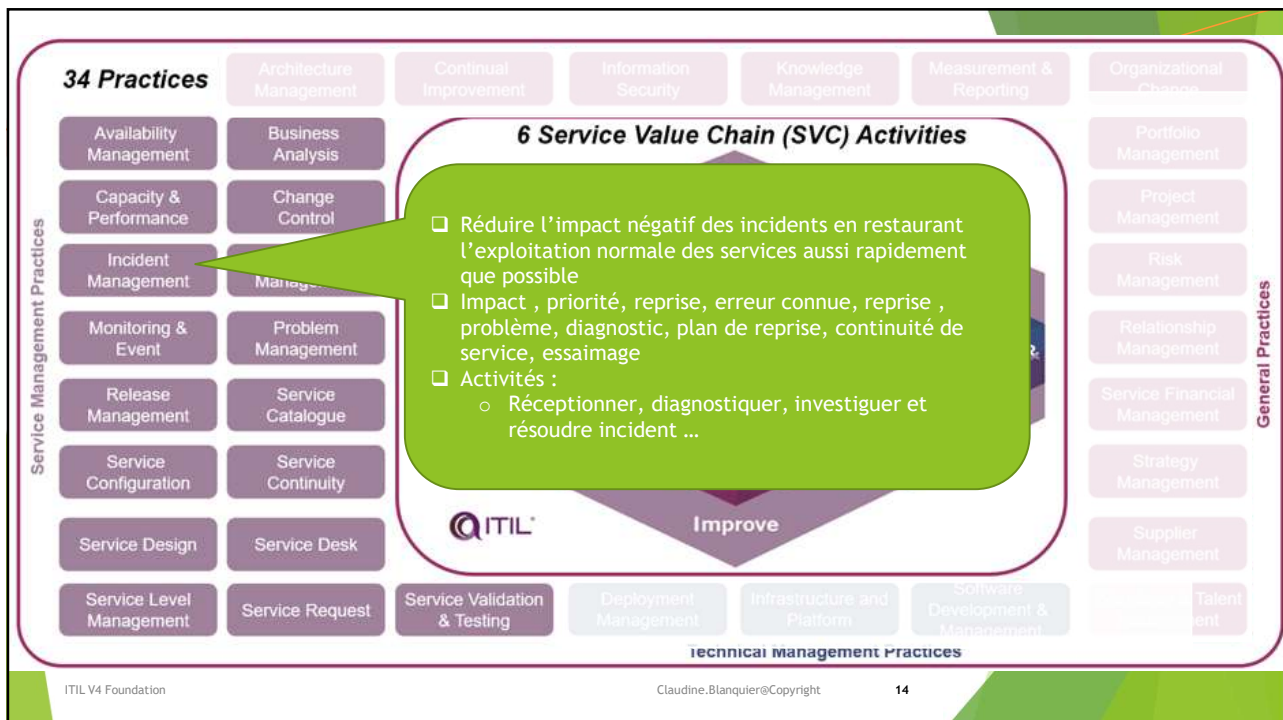 34 Practices
Architecture
Management
Continual
Improvement
Information
Security
Knowledge
Management
Measurement &
Reporting
Organizational
Change
Availability
Management
Business
Analysis
6 Service Value Chain (SVC) Activities
Portfolio
Management
Capacity &
Performance
Change
Control
Project
Management
Incident
Management
Management
Risk
Management
Monitoring &
Event
Problem
Management
Relationship
Management
Release
Management
Service
Catalogue
Service Financial
Management
Service
Configuration
Service
Continuity
Strategy
Management
Service Design
Service Desk
Supplier
Management
Service Level
Management
Service Request
Service Validation
& Testing
Deployment
Management
Infrastructure and
Platform
Software
Development &
Management
Talent
Service Management Practices
General Practices
Technical Management Practices
❑ Réduire l’impact négatif des incidents en restaurant
l’exploitation normale des services aussi rapidement
que possible
❑ Impact , priorité, reprise, erreur connue, reprise ,
problème, diagnostic, plan de reprise, continuité de
service, essaimage
❑ Activités :
o Réceptionner, diagnostiquer, investiguer et
résoudre incident …
&
ITIL
Improve
ITIL V4 Foundation
Claudine.Blanquier@Copyright
14